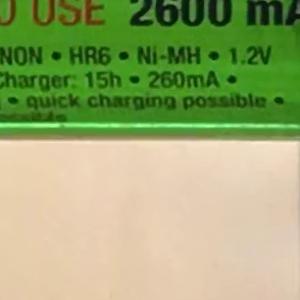 O USE 2600 mA
NON • HR6 • Ni-MH • 1.2V
Charger: 15h • 260mA •
• quick charging possible •